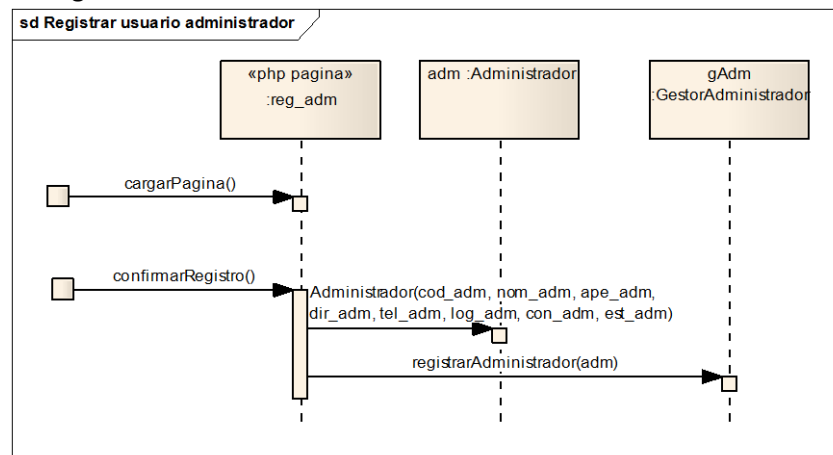 sd Registrar usuario administrador
«php pagina»
:reg_adm
adm :Administrador
gAdm
:GestorAdministrador
cargarPagina()
confirmarRegistro()
Administrador(cod_adm, nom_adm, ape_adm,
dir_adm, tel_adm, log_adm, con_adm, est_adm)
registrarAdministrador(adm)